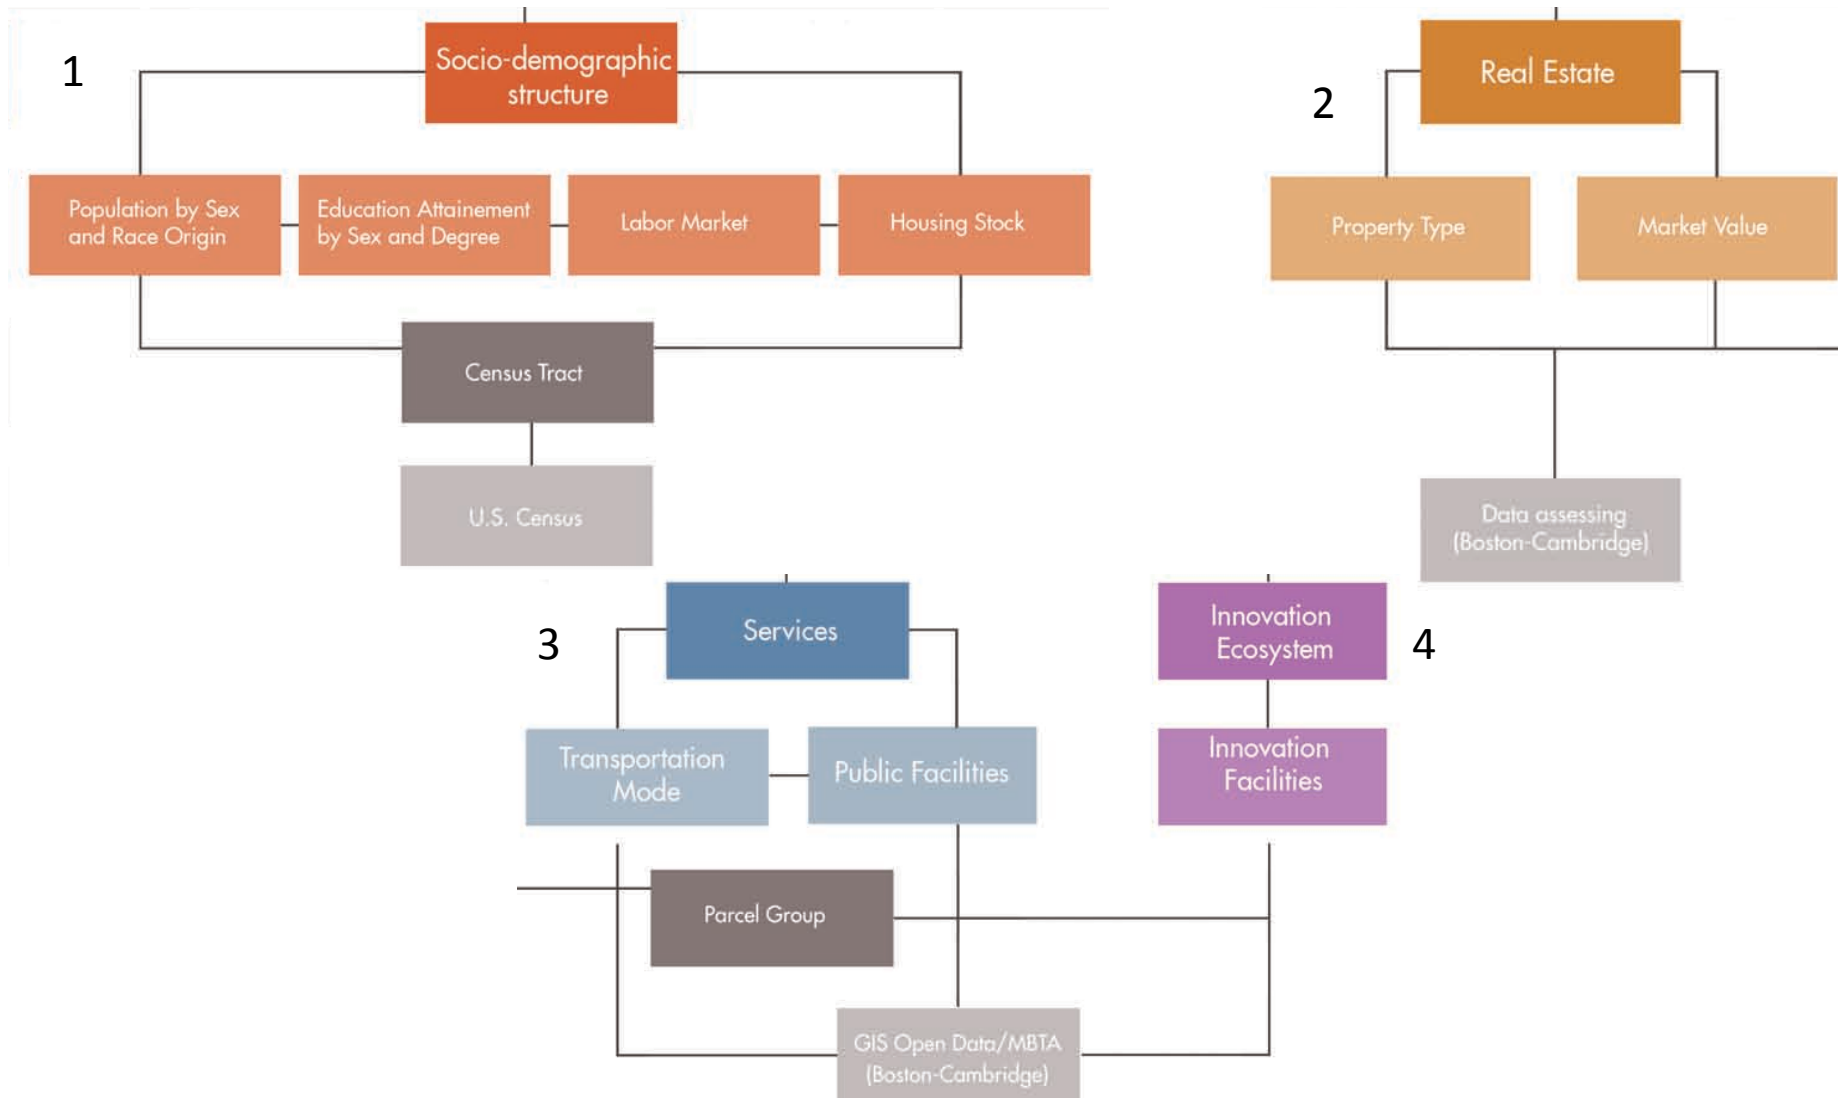 1
Socio-demographic
structure
Population by Sex
and Race Origin
Education Attainement
by Sex and Degree
Labor Market
Housing Stock
Census Tract
U.S. Census
2
Real Estate
Property Type
Market Value
Data assessing
(Boston-Cambridge)
3
Services
Transportation
Mode
Public Facilities
Parcel Group
GIS Open Data/MBTA
(Boston-Cambridge)
4
Innovation
Ecosystem
Innovation
Facilities